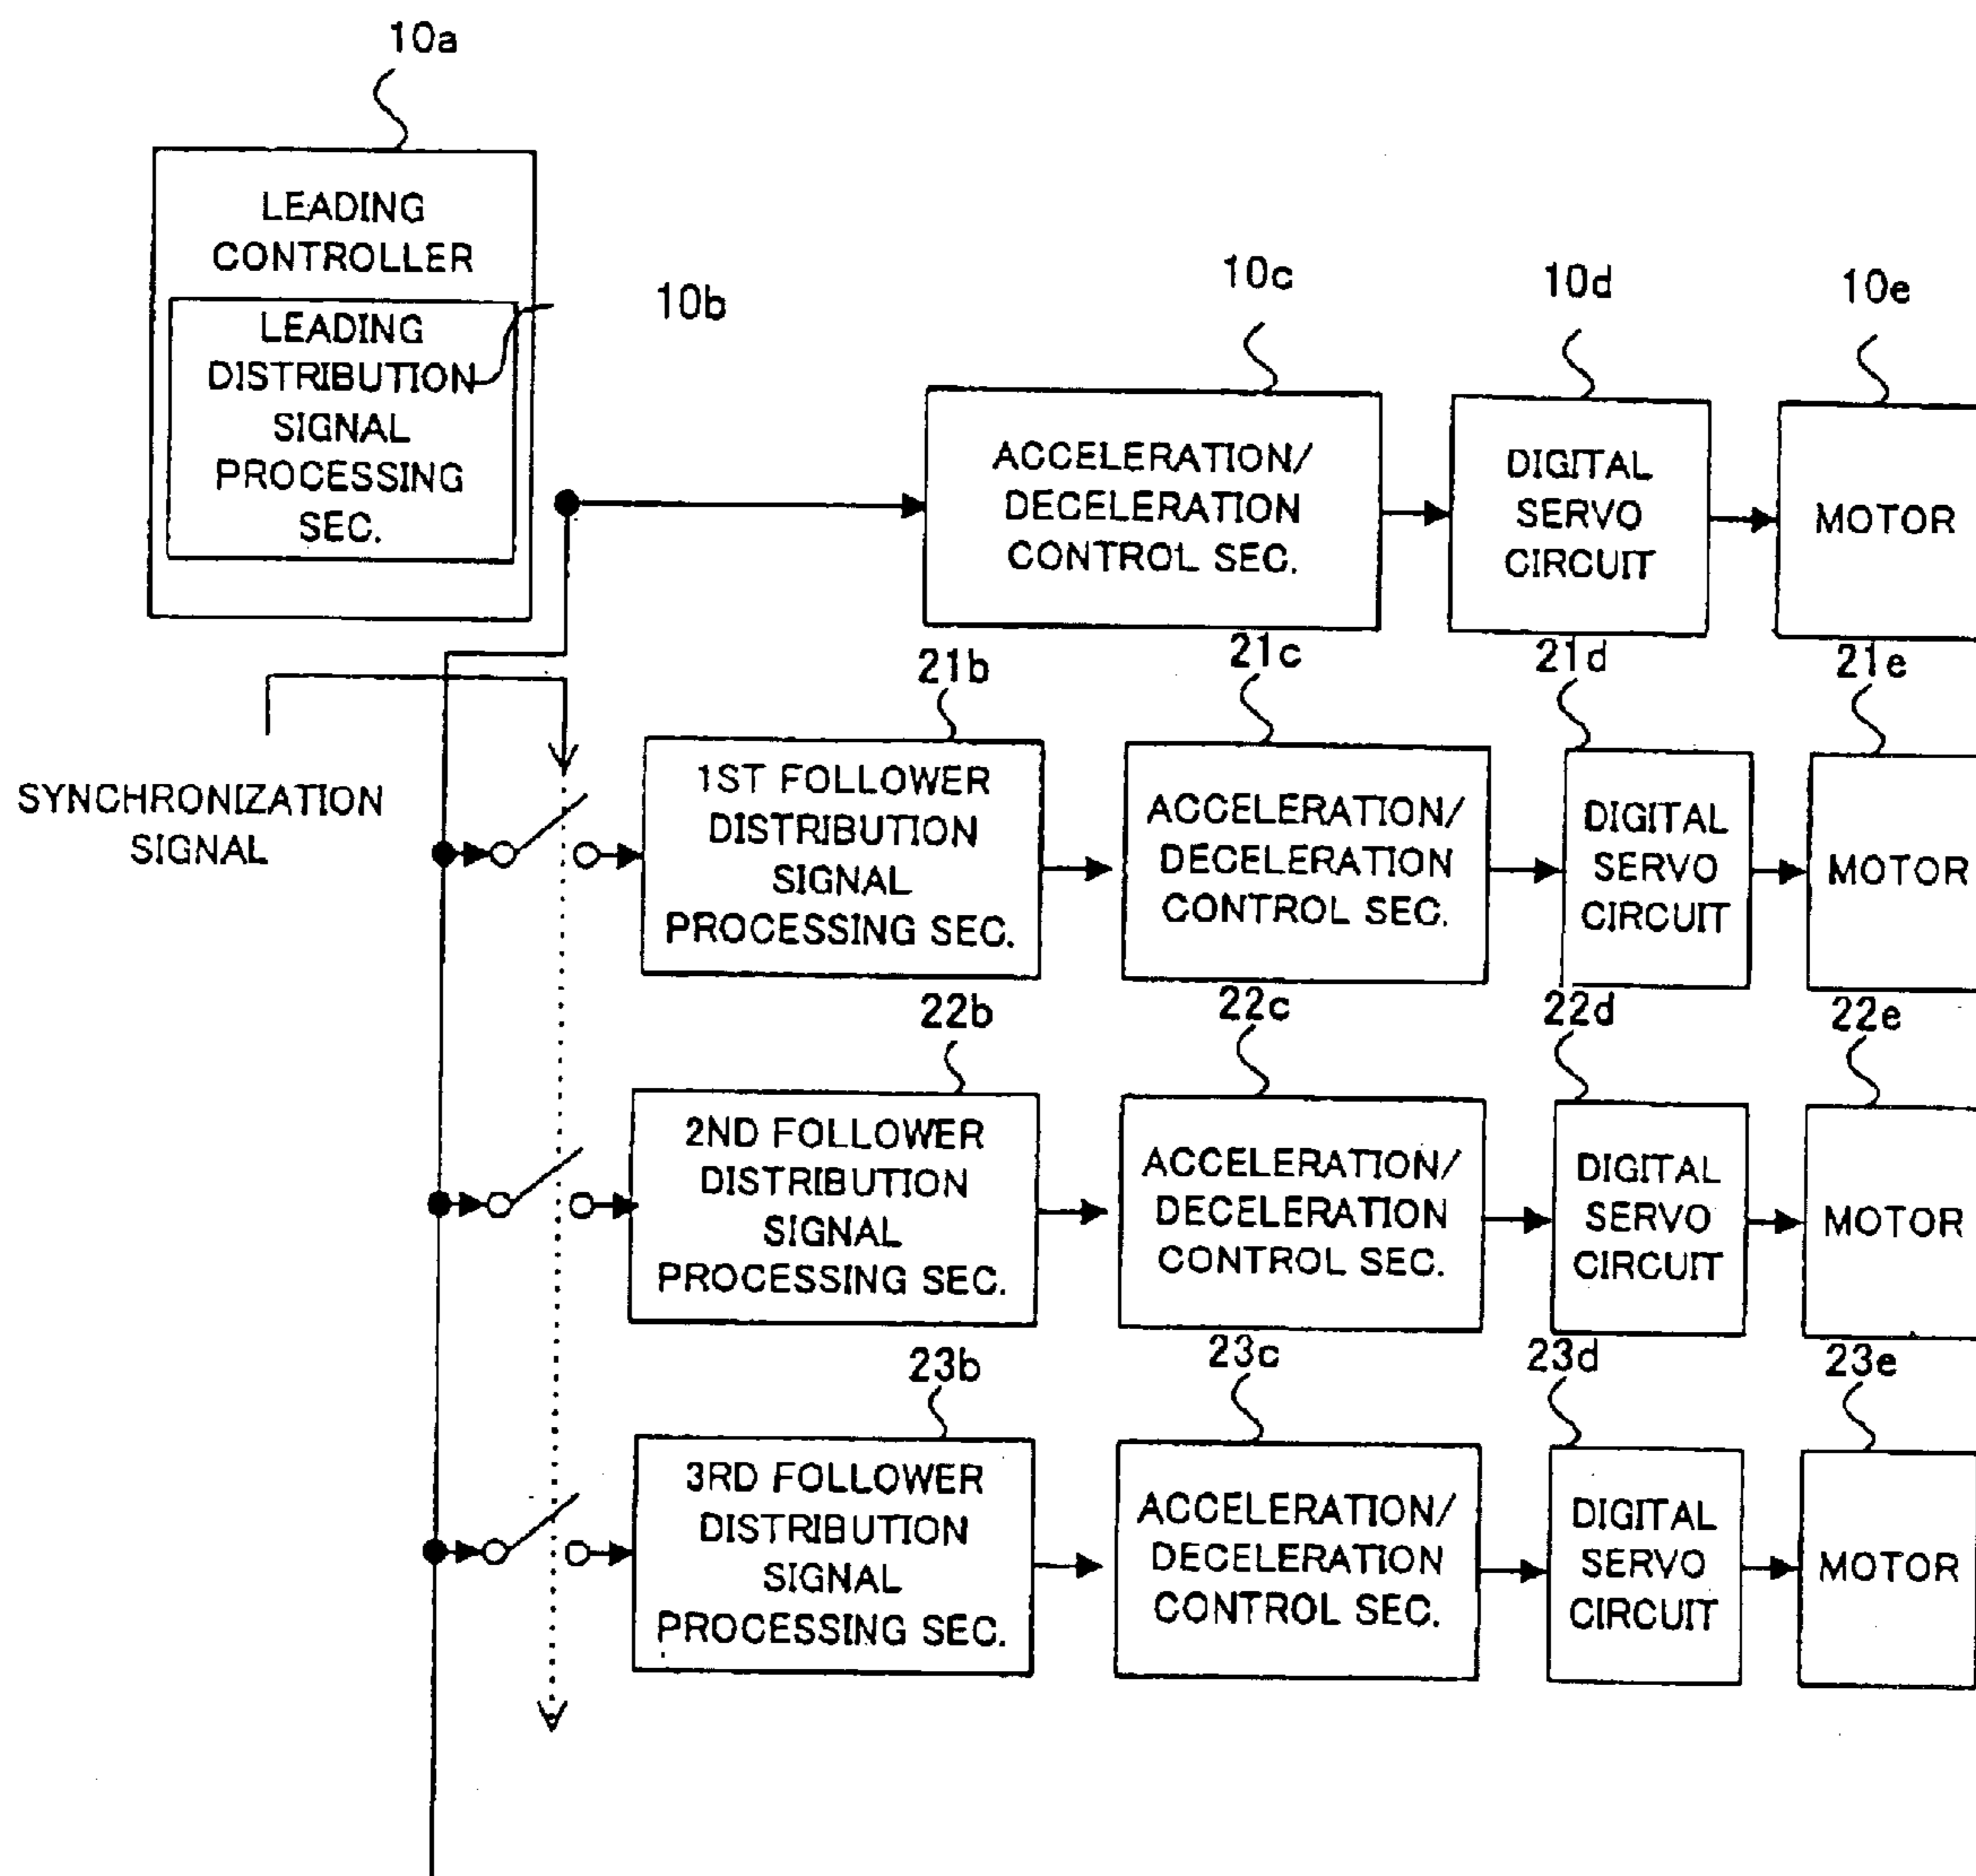 10a
LEADING
CONTROLLER
LEADING
DISTRIBUTION
SIGNAL
PROCESSING
SEC.
10b
10c
10d
10e
ACCELERATION/
DECELERATION
CONTROL SEC.
DIGITAL
SERVO
CIRCUIT
MOTOR
SYNCHRONIZATION
SIGNAL
21b
21c
21d
21e
1ST FOLLOWER
DISTRIBUTION
SIGNAL
PROCESSING SEC.
ACCELERATION/
DECELERATION
CONTROL SEC.
DIGITAL
SERVO
CIRCUIT
MOTOR
22b
22c
22d
22e
2ND FOLLOWER
DISTRIBUTION
SIGNAL
PROCESSING SEC.
ACCELERATION/
DECELERATION
CONTROL SEC.
DIGITAL
SERVO
CIRCUIT
MOTOR
23b
23c
23d
23e
3RD FOLLOWER
DISTRIBUTION
SIGNAL
PROCESSING SEC.
ACCELERATION/
DECELERATION
CONTROL SEC.
DIGITAL
SERVO
CIRCUIT
MOTOR